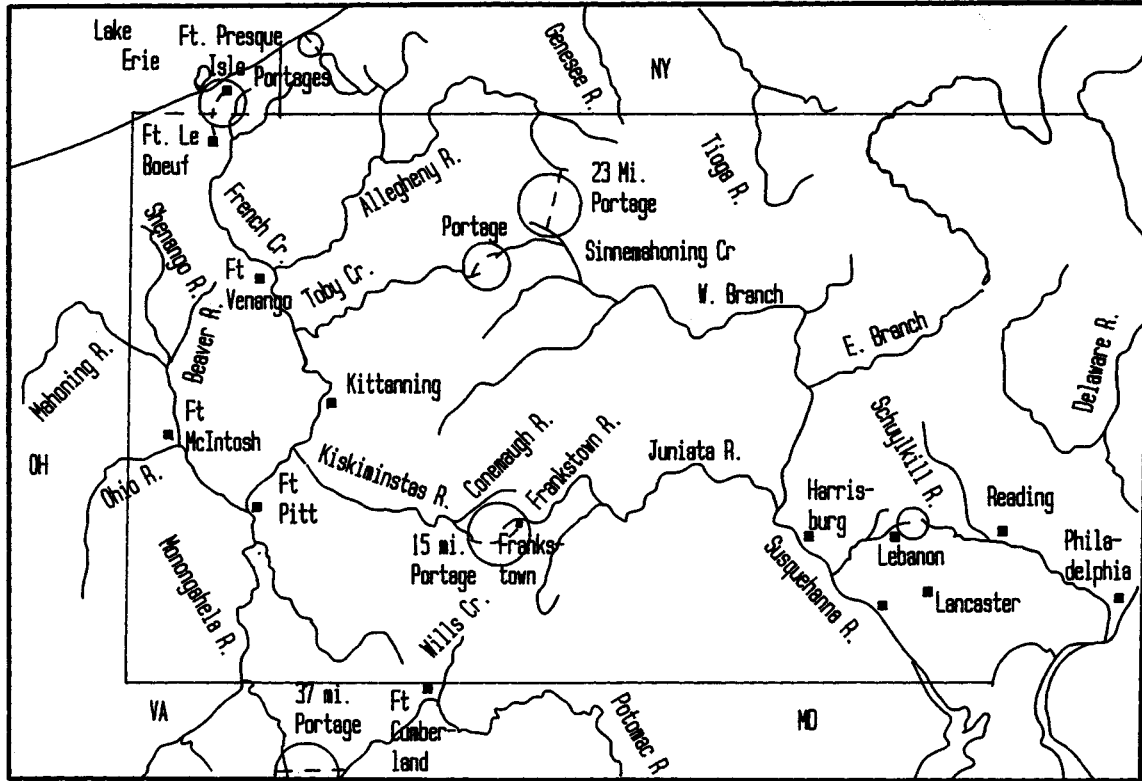 Lake
Erie
Ft. Presque
Isle
Portages
Genesee R.
NY
Ft. Le
Boeuf
Allegheny R.
23 Mi.
Portage
Tioga R.
French Cr.
Shenango R.
Portage
Sinnemahoning Cr
Ft
Venango
Toby Cr.
W. Branch
Beaver R.
E. Branch
Delaware R.
Mahoning R.
Kittanning
Ft
McIntosh
Schuylkill R.
OH
Ohio R.
Kiskiminstas R.
Conemaugh R.
Frankstown R.
Juniata R.
Ft
Pitt
Harris-
burg
Reading
15 mi.
Portage
Franks-
town
Lebanon
Phila-
delphia
Monongahela R.
Susquehanna R.
Lancaster
Wills Cr.
37 mi.
Portage
VA
Ft
Cumber-
land
Potomac R.
MD